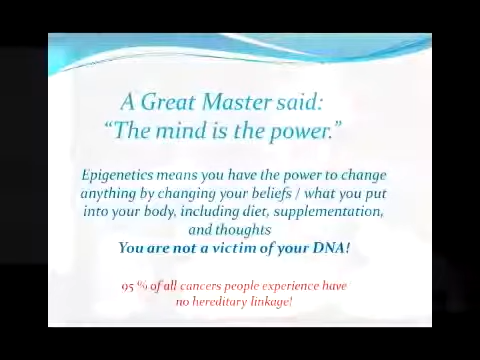 A Great Master said:
“The mind is the power.”
Epigenetics means you have the power to change
anything by changing your beliefs / what you put
into your body, including diet, supplementation,
and thoughts
You are not a victim of your DNA!
95 % of all cancers people experience have
no hereditary linkage!